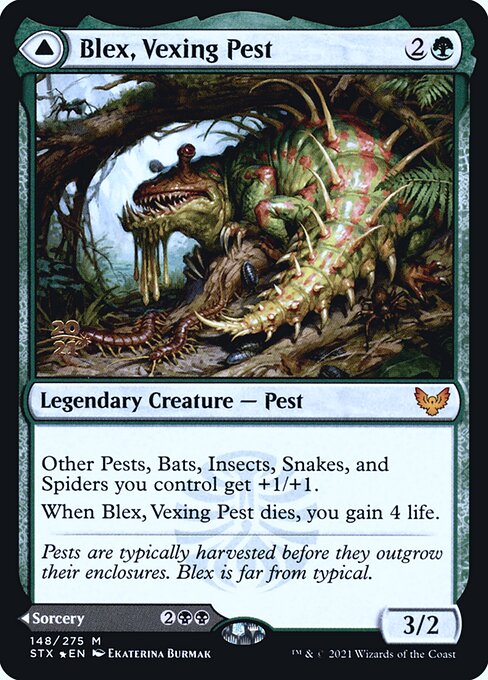 Blex, Vexing Pest 2
Legendary Creature — Pest
Other Pests, Bats, Insects, Snakes, and
Spiders you control get +1/+1.
When Blex, Vexing Pest dies, you gain 4 life.
Pests are typically harvested before they outgrow
their enclosures. Blex is far from typical.
Sorcery 2
3/2
148/275 M
STX ★ EN EKATERINA BURMAK
™ & © 2021 Wizards of the Coast